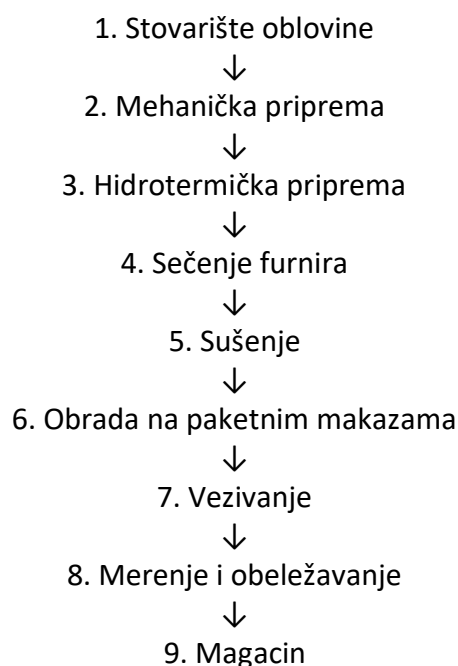 1. Stovarište oblovine
↓
2. Mehanička priprema
↓
3. Hidrotermička priprema
↓
4. Sečenje furnira
↓
5. Sušenje
↓
6. Obrada na paketnim makazama
↓
7. Vezivanje
↓
8. Merenje i obeležavanje
↓
9. Magacin